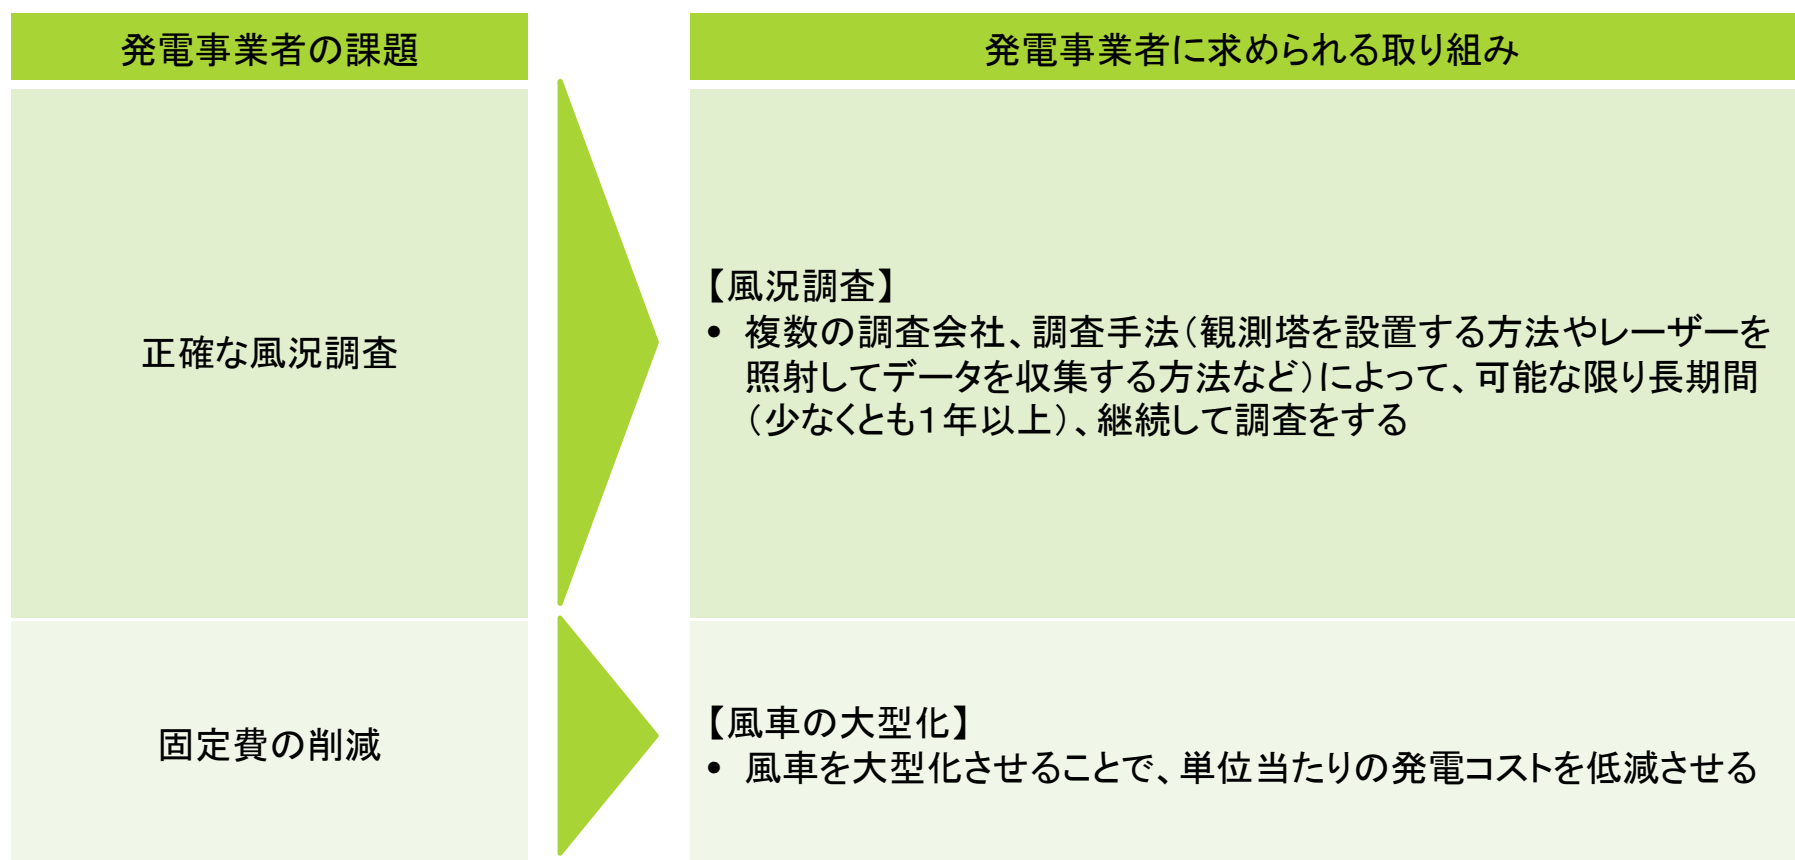 発電事業者の課題
発電事業者に求められる取り組み
正確な風況調査
【風況調査】
• 複数の調査会社、調査手法（観測塔を設置する方法やレーザーを
照射してデータを収集する方法など）によって、可能な限り長期間
（少なくとも１年以上）、継続して調査をする
固定費の削減
【風車の大型化】
• 風車を大型化させることで、単位当たりの発電コストを低減させる